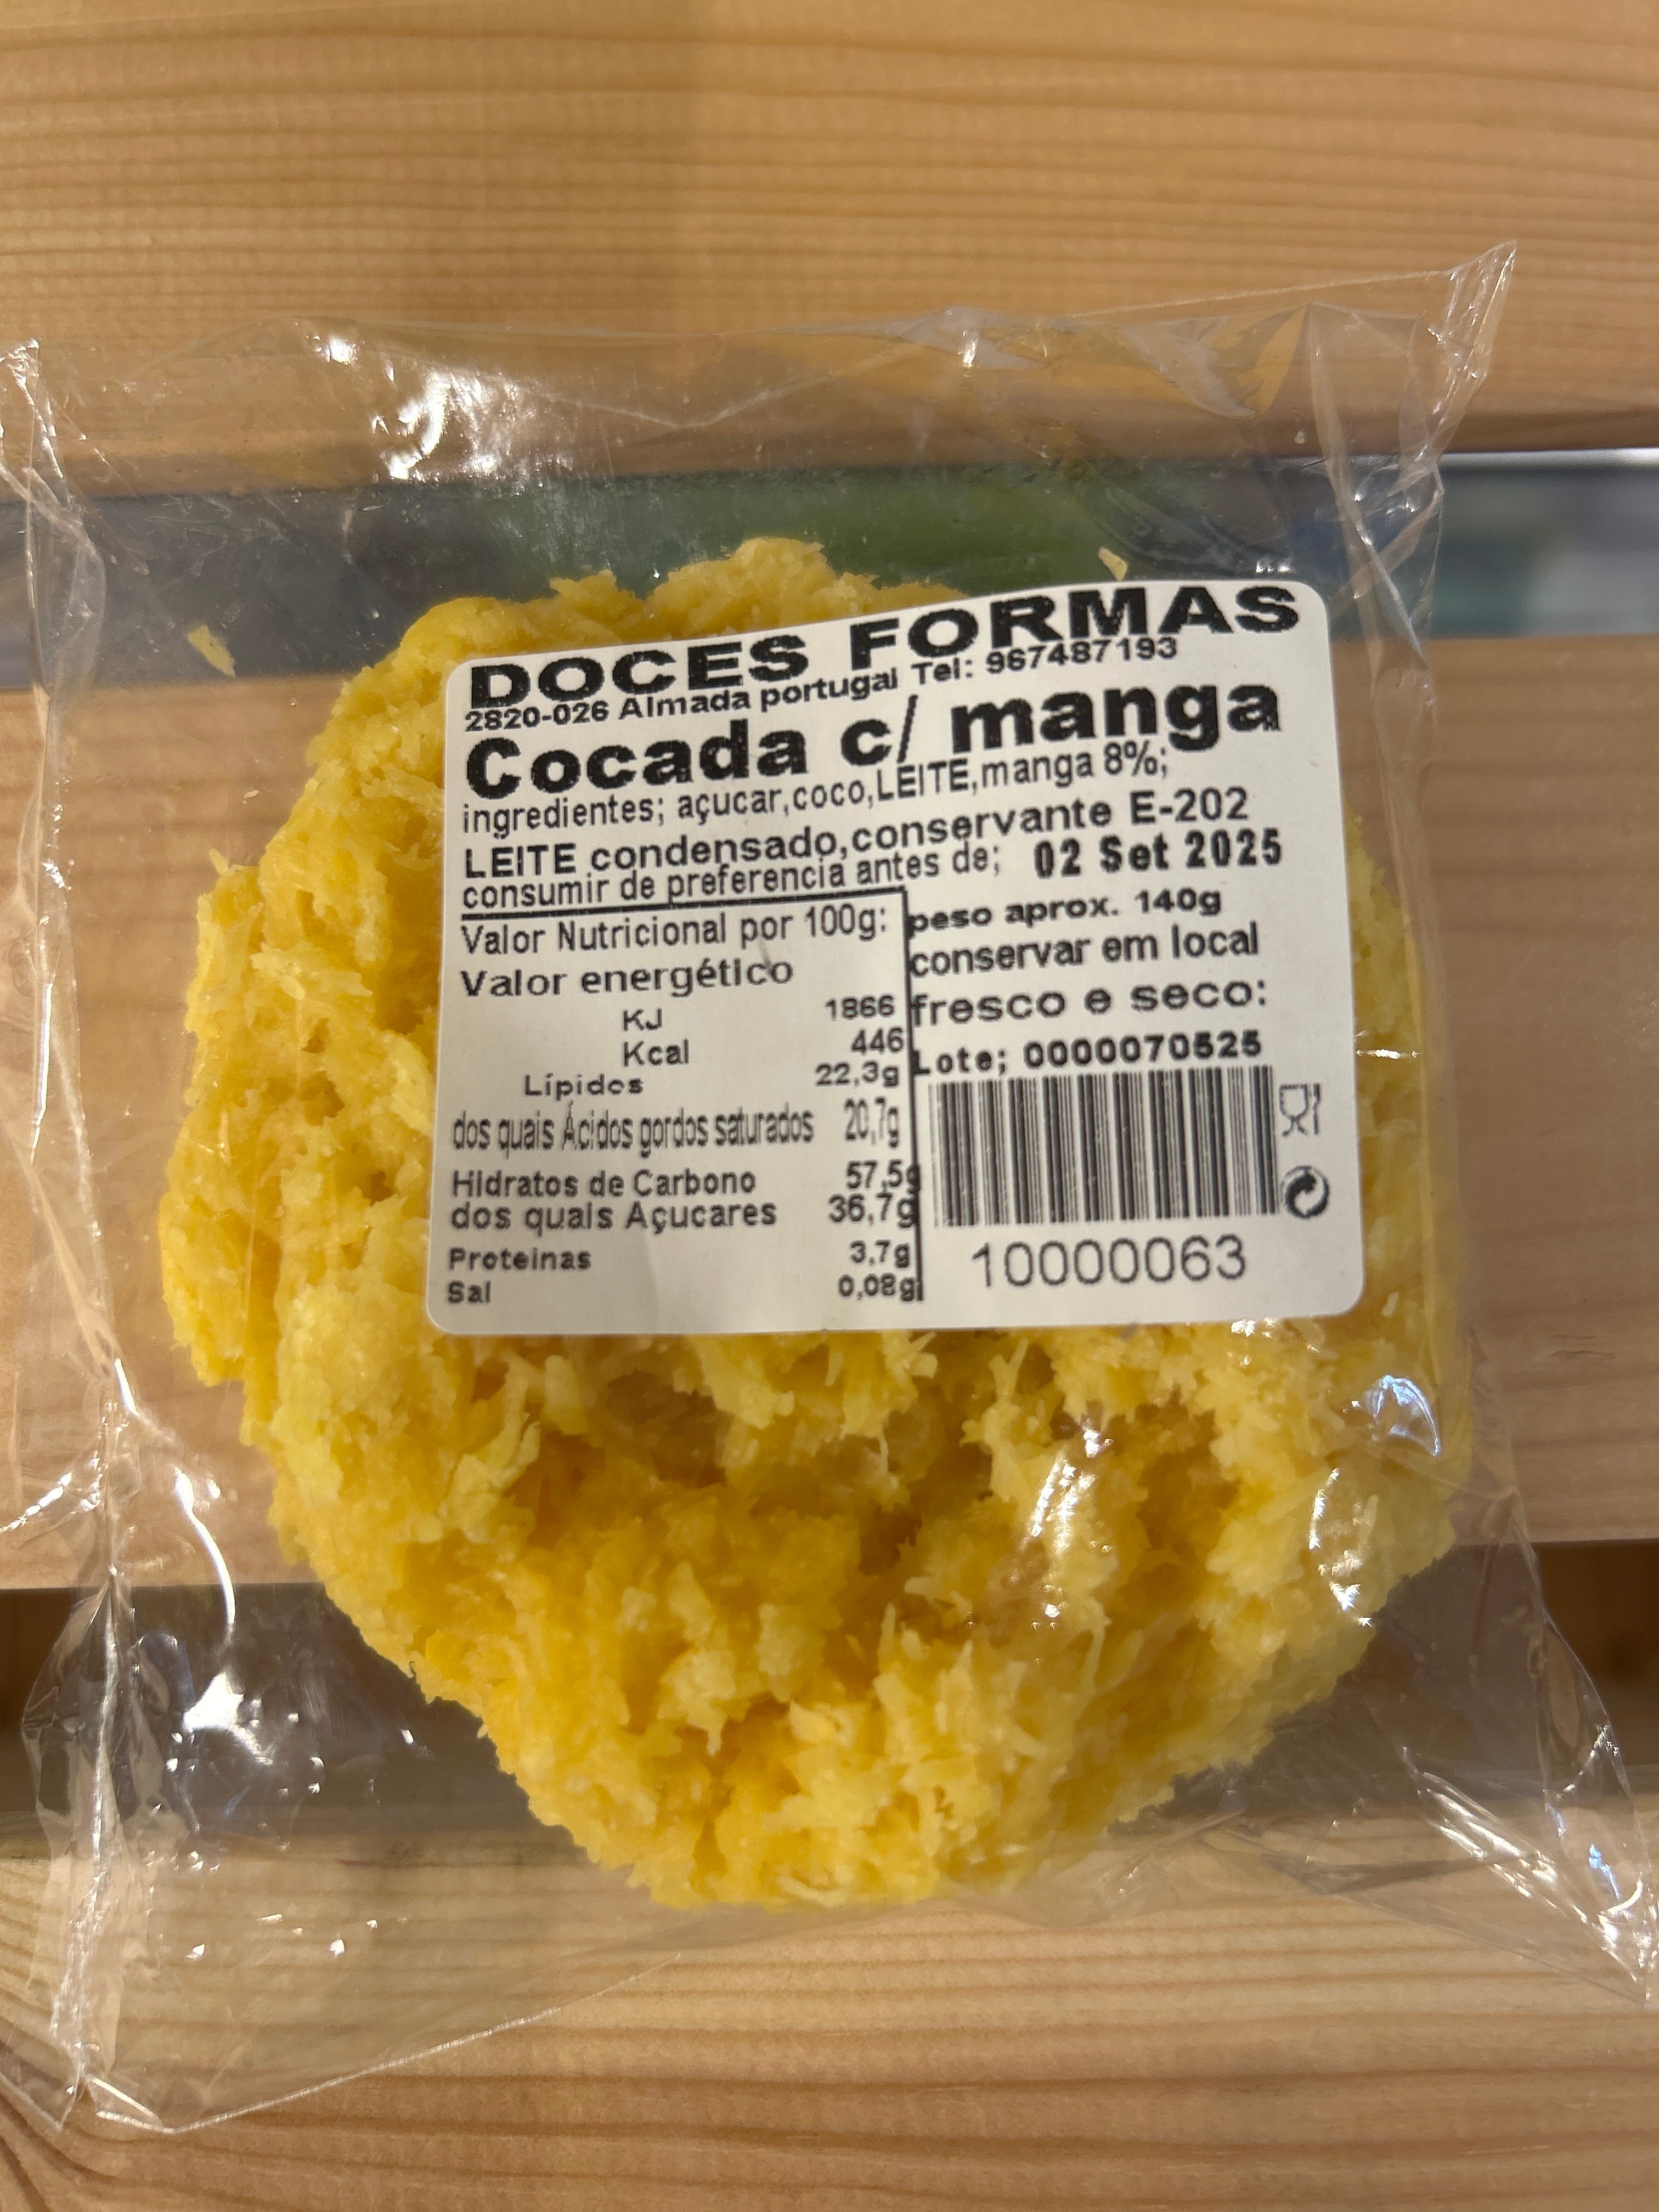 DOCES FORMAS
2820-026 Almada portugal Tel: 967487193
Cocada c/ manga
ingredientes; açucar,coco,LEITE,manga 8%;
LEITE condensado,conservante E-202
consumir de preferencia antes de; 02 Set 2025
Valor Nutricional por 100g:
Valor energético
KJ 1866
Kcal 446
Lípidos 22,3g
dos quais Ácidos gordos saturados 20,7g
Hidratos de Carbono 57,5g
dos quais Açucares 36,7g
Proteinas 3,7g
Sal 0,08g
peso aprox. 140g
conservar em local
fresco e seco:
Lote; 0000070525
10000063